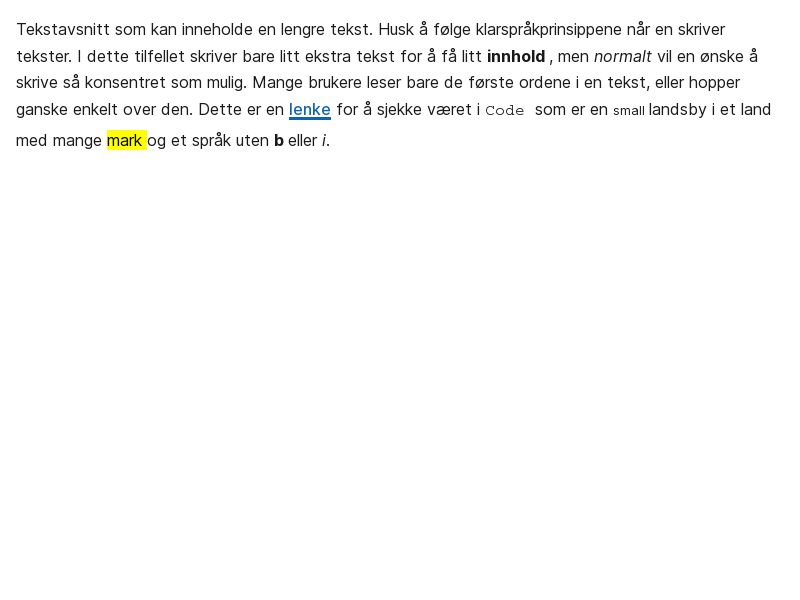 Tekstavsnitt som kan inneholde en lengre tekst. Husk å følge klarspråkprinsippene når en skriver
tekster. I dette tilfellet skriver bare litt ekstra tekst for å få litt innhold , men normalt vil en ønske å
skrive så konsentret som mulig. Mange brukere leser bare de første ordene i en tekst, eller hopper
ganske enkelt over den. Dette er en lenke for å sjekke været i Code som er en small landsby i et land
med mange mark og et språk uten b eller i.